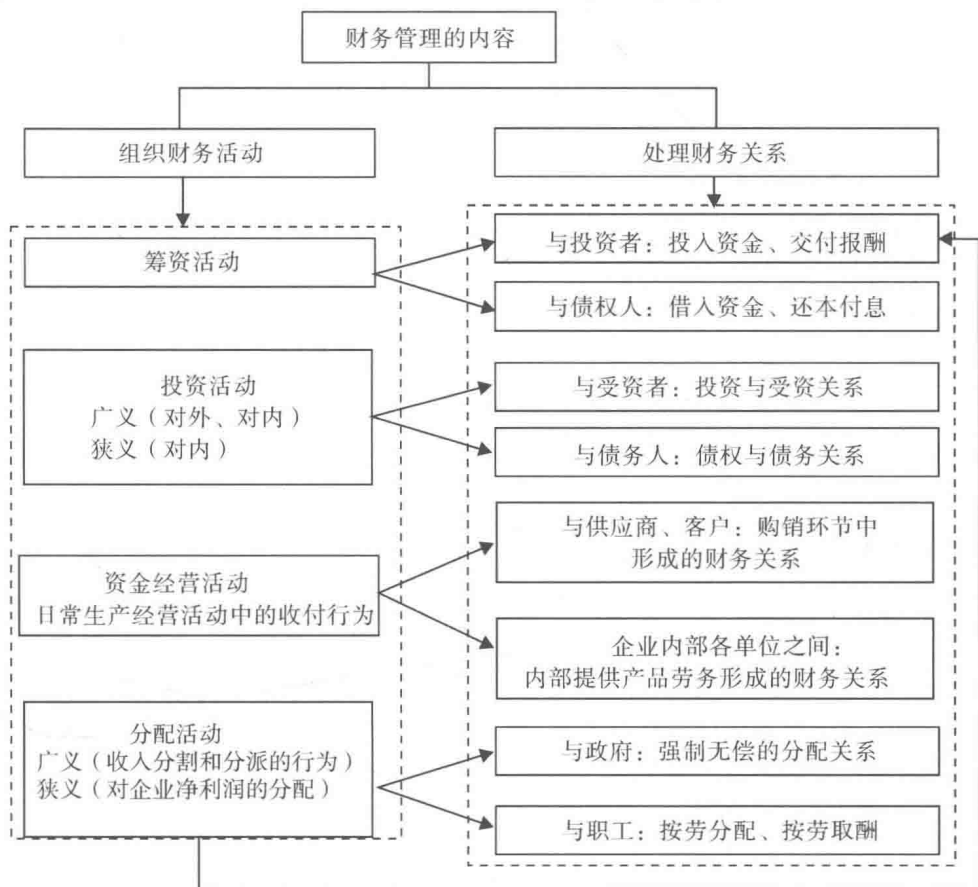 财务管理的内容
组织财务活动
处理财务关系
筹资活动
与投资者：投入资金、交付报酬
与债权人：借入资金、还本付息
投资活动
广义（对外、对内）
狭义（对内）
与受资者：投资与受资关系
与债务人：债权与债务关系
资金经营活动
日常生产经营活动中的收付行为
与供应商、客户：购销环节中
形成的财务关系
企业内部各单位之间：
内部提供产品劳务形成的财务关系
分配活动
广义（收入分割和分派的行为）
狭义（对企业净利润的分配）
与政府：强制无偿的分配关系
与职工：按劳分配、按劳取酬